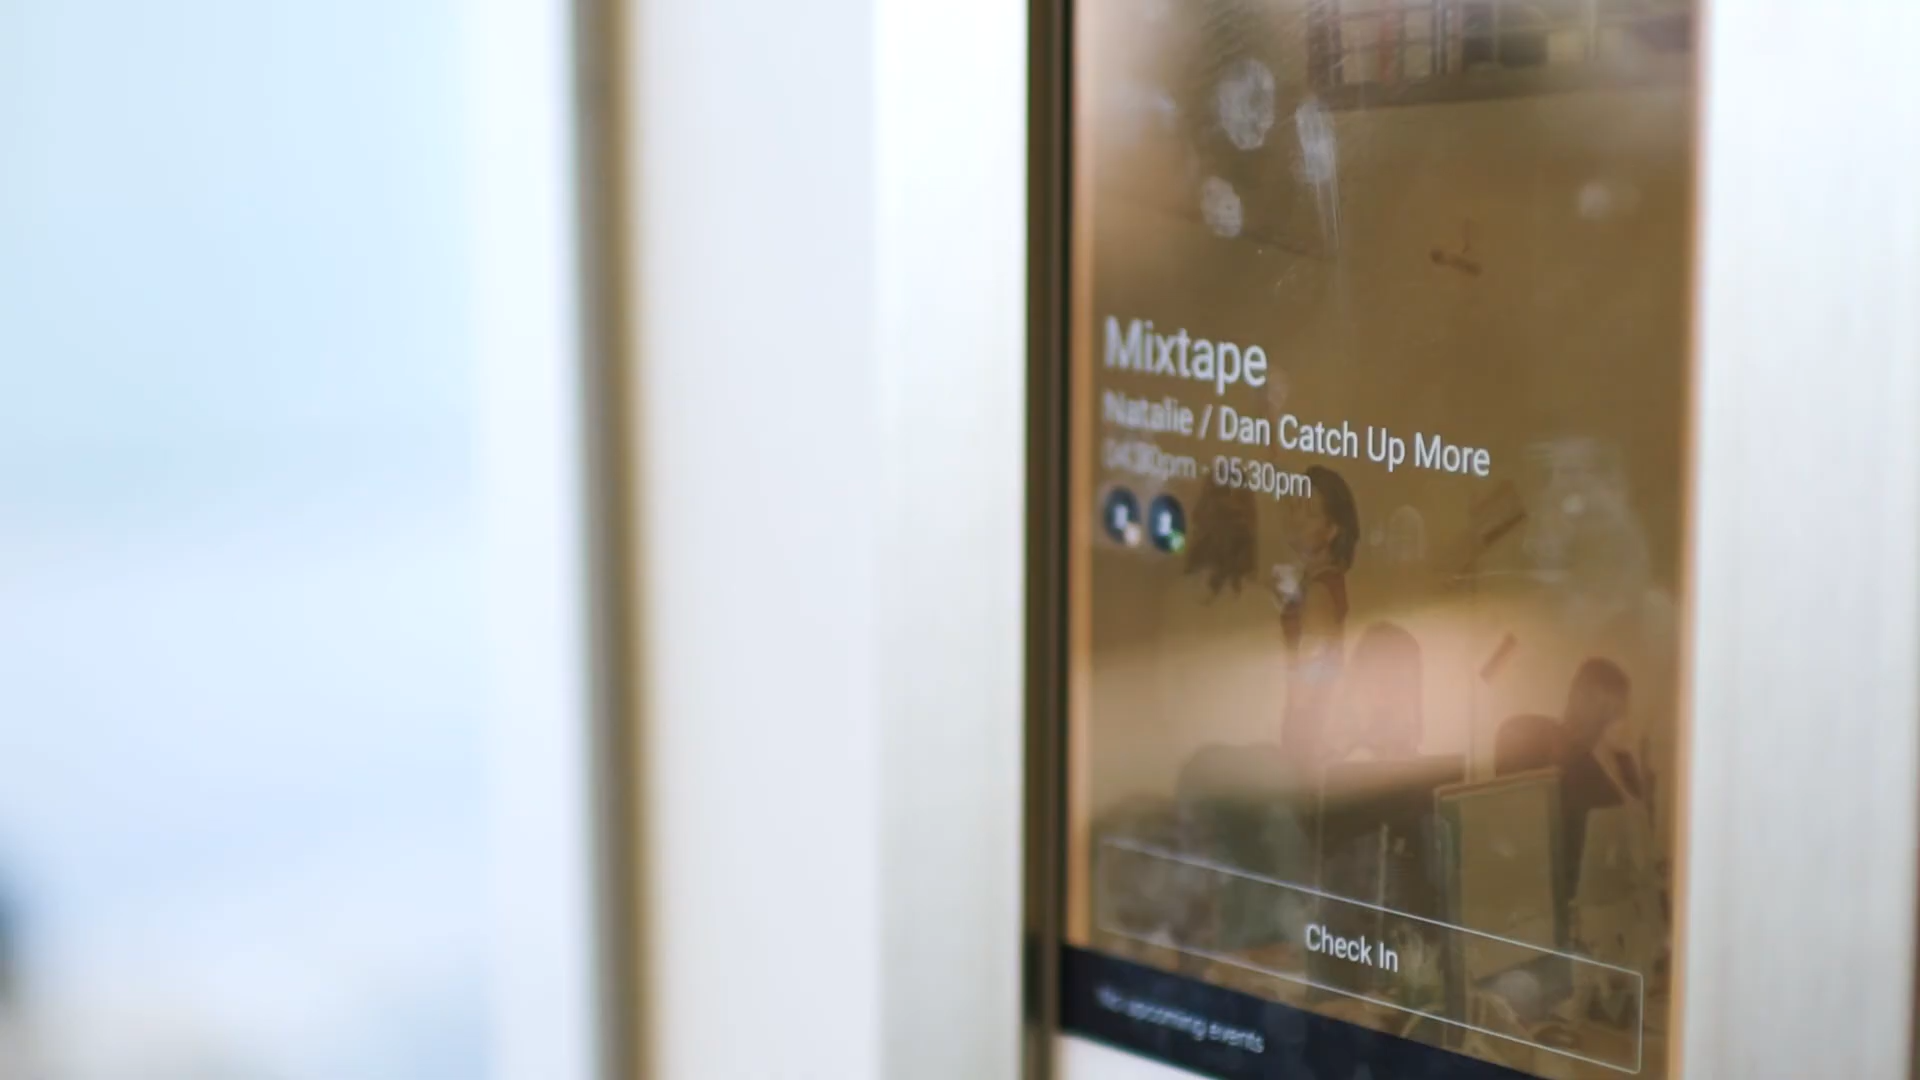 Mixtape
Natalie / Dan Catch Up More
04:30pm - 05:30pm
Check In
No upcoming events